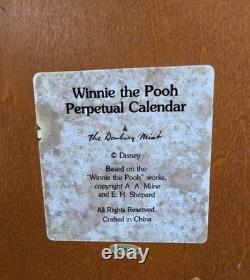 Winnie the Pooh
Perpetual Calendar
&
the Danbury Mint
© Disney
Based on the
"Winnie the Pooh" works,
copyright A. A. Milne
and E. H. Shepard
All Rights Reserved.
Crafted in China
worthpoint